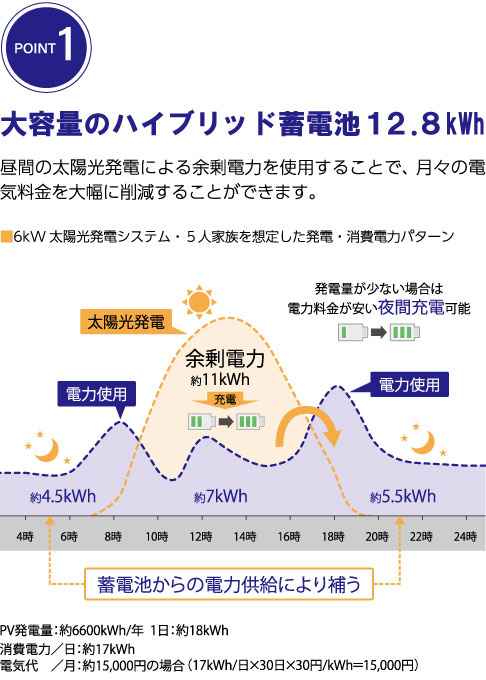 POINT 1
大容量のハイブリッド蓄電池12.8kWh
昼間の太陽光発電による余剰電力を使用することで、月々の電
気料金を大幅に削減することができます。
■6kW 太陽光発電システム・５人家族を想定した発電・消費電力パターン
発電量が少ない場合は
電力料金が安い夜間充電可能
太陽光発電
余剰電力
約11kWh
充電
電力使用
電力使用
約4.5kWh
約7kWh
約5.5kWh
4時 6時 8時 10時 12時 14時 16時 18時 20時 22時 24時
蓄電池からの電力供給により補う
PV発電量：約6600kWh/年 1日：約18kWh
消費電力／日：約17kWh
電気代　／月：約15,000円の場合（17kWh/日×30日×30円/kWh＝15,000円）